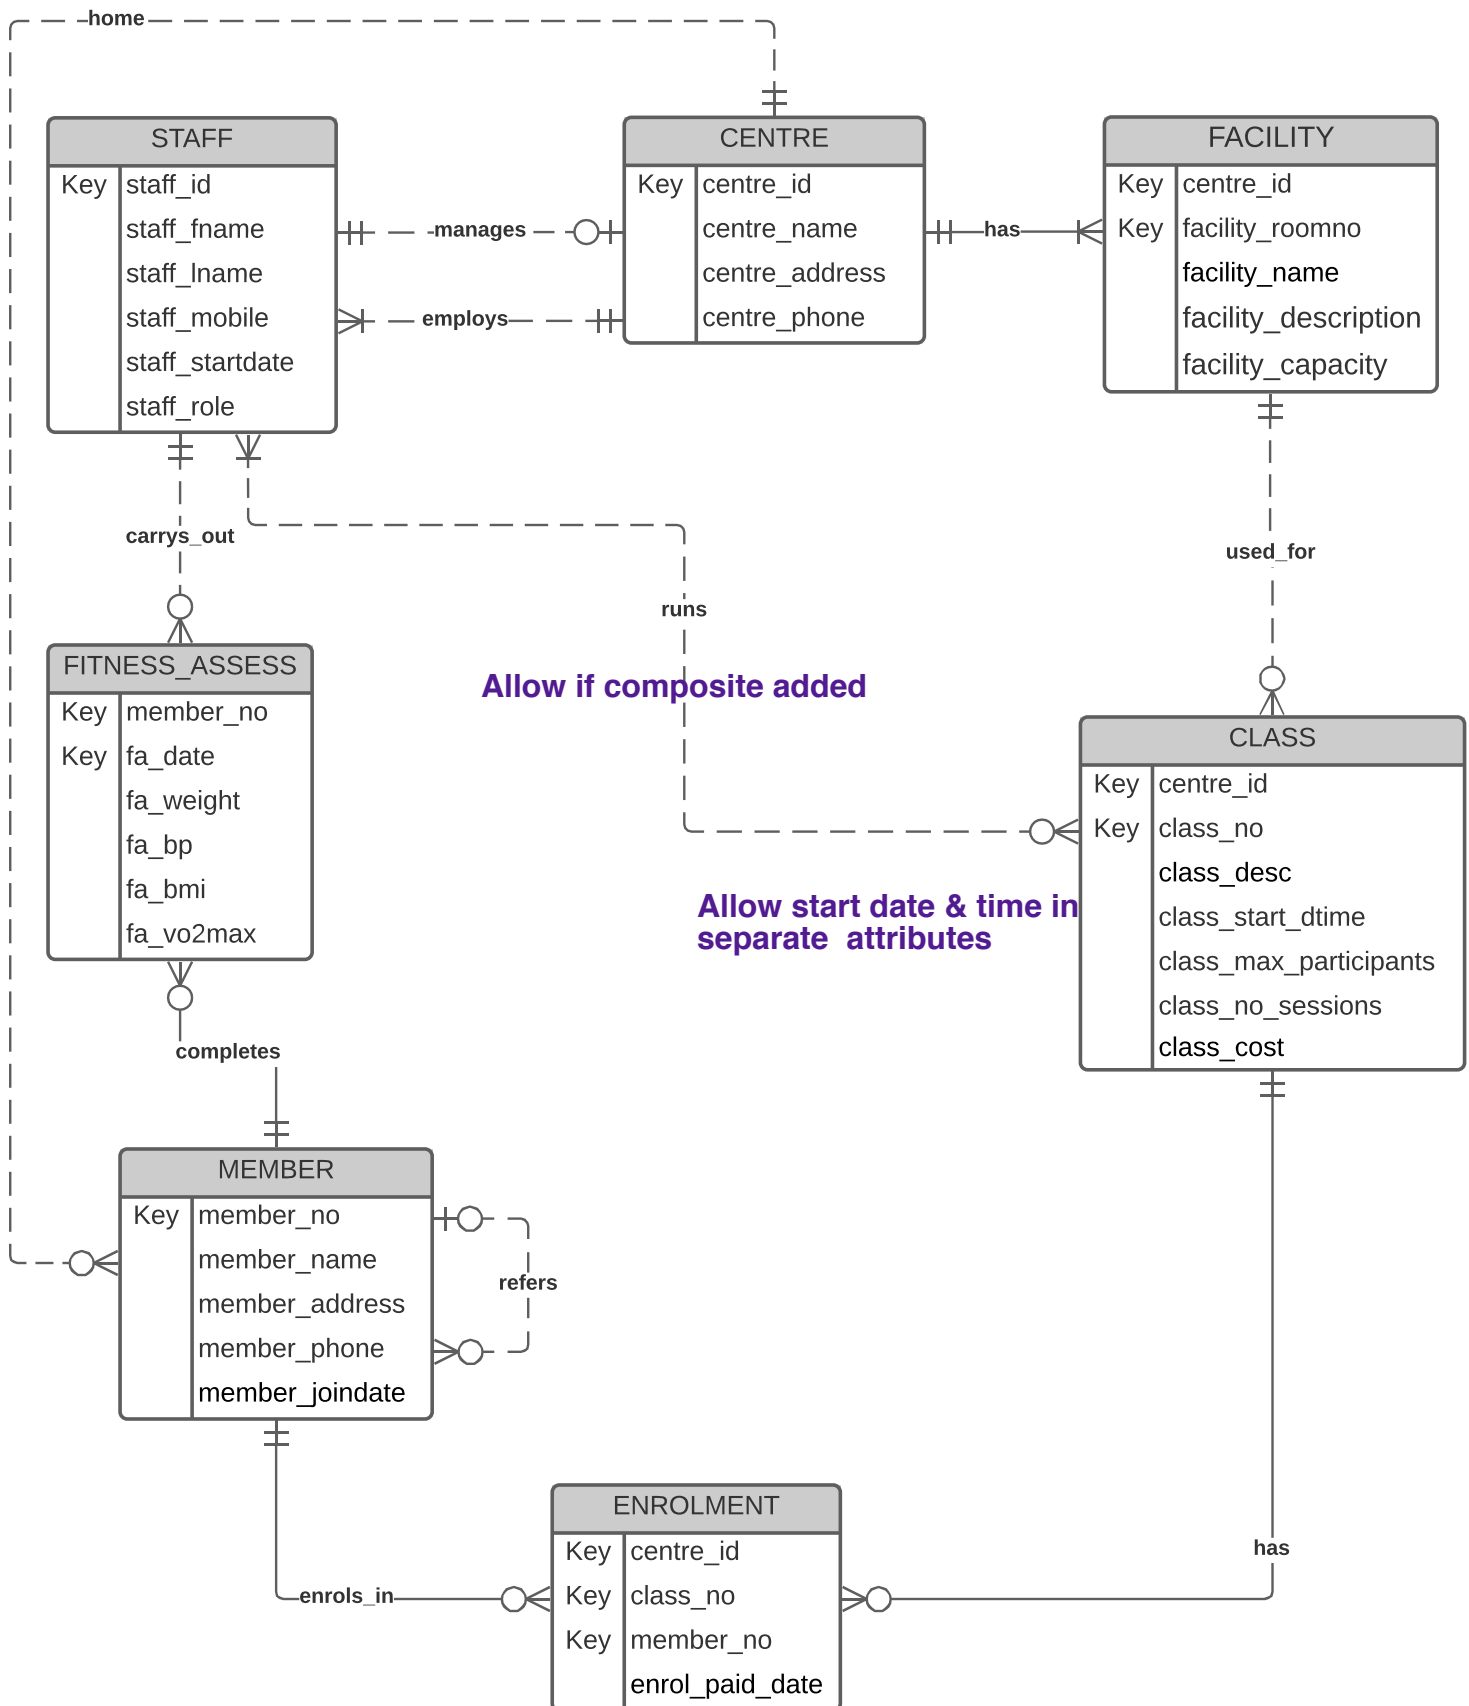 home
STAFF
Key staff_id
staff_fname
staff_lname
staff_mobile
staff_startdate
staff_role
manages
employs
CENTRE
Key centre_id
centre_name
centre_address
centre_phone
has
FACILITY
Key centre_id
Key facility_roomno
facility_name
facility_description
facility_capacity
carrys_out
runs
used_for
Allow if composite added
FITNESS_ASSESS
Key member_no
Key fa_date
fa_weight
fa_bp
fa_bmi
fa_vo2max
CLASS
Key centre_id
Key class_no
class_desc
class_start_dtime
class_max_participants
class_no_sessions
class_cost
Allow start date & time in
separate attributes
completes
MEMBER
Key member_no
member_name
member_address
member_phone
member_joindate
refers
enrols_in
ENROLMENT
Key centre_id
Key class_no
Key member_no
enrol_paid_date
has